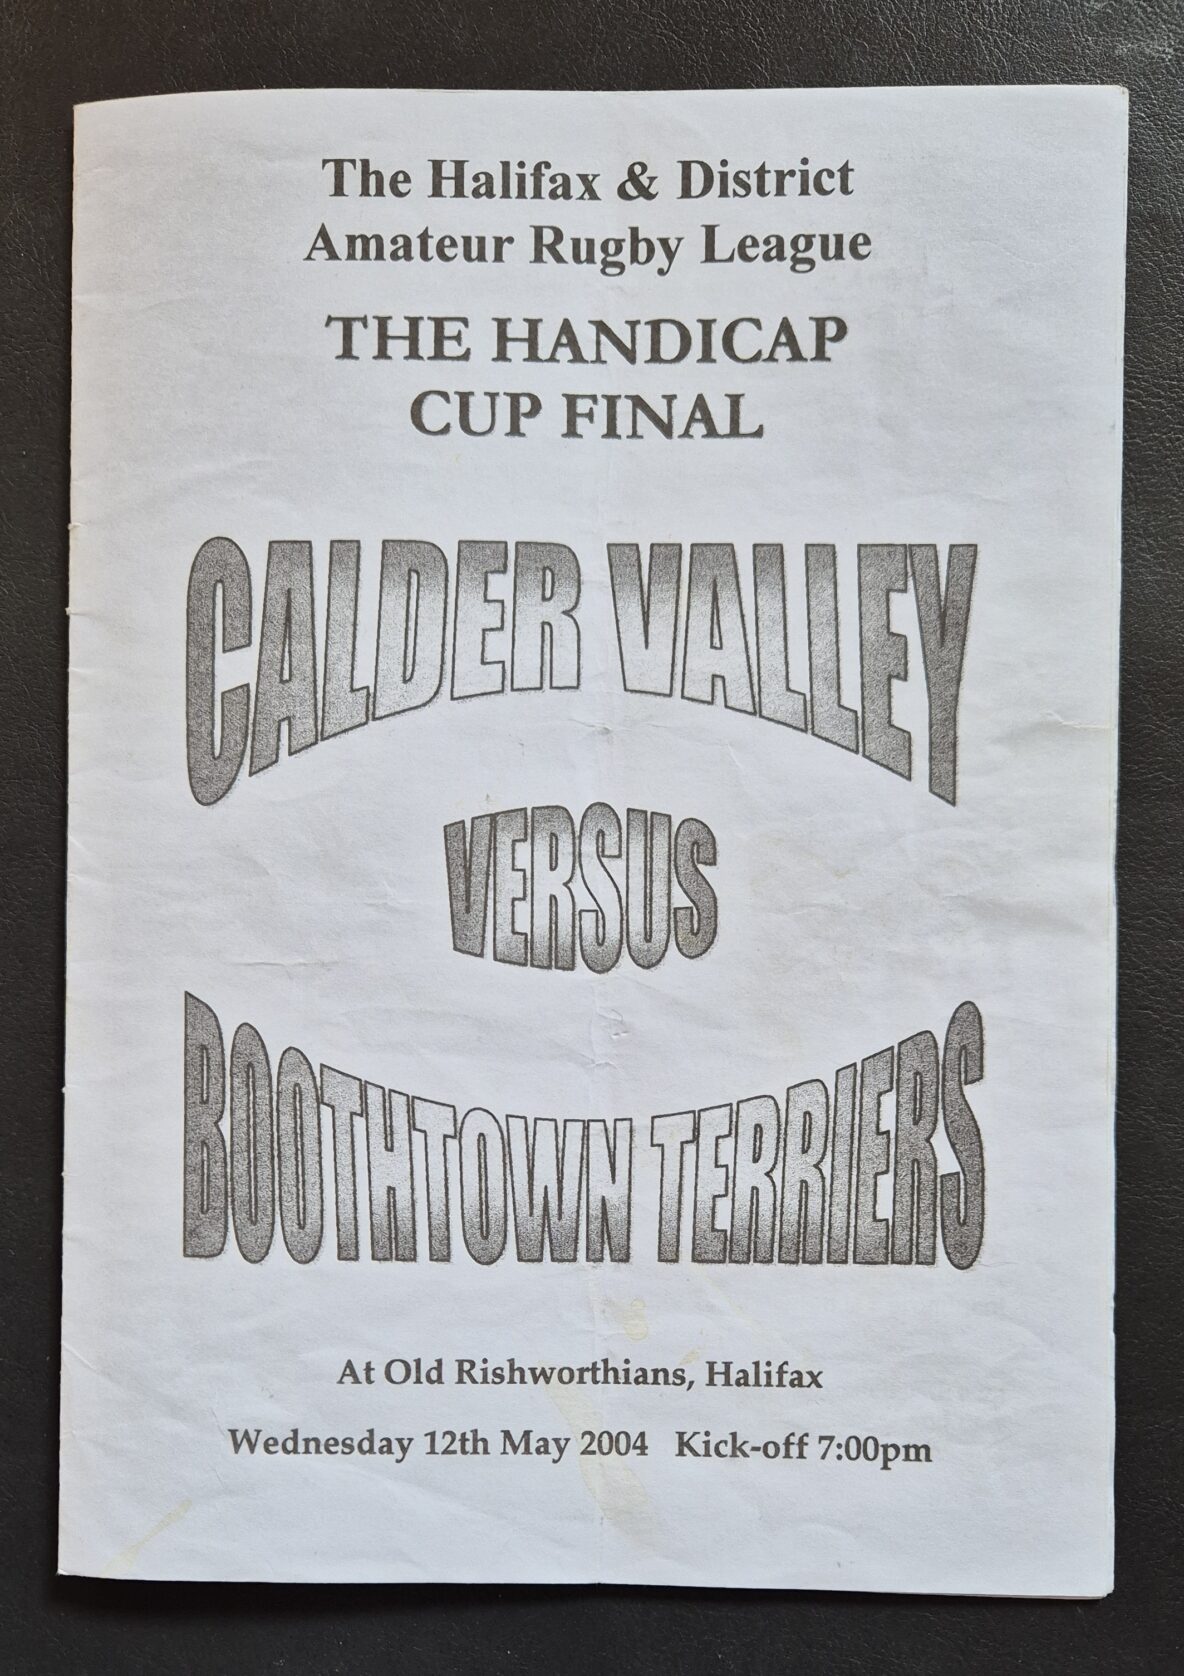 The Halifax & District
Amateur Rugby League
THE HANDICAP
CUP FINAL
CALDER VALLEY
VERSUS
BOOTHTOWN TERRIERS
At Old Rishworthians, Halifax
Wednesday 12th May 2004 Kick-off 7:00pm